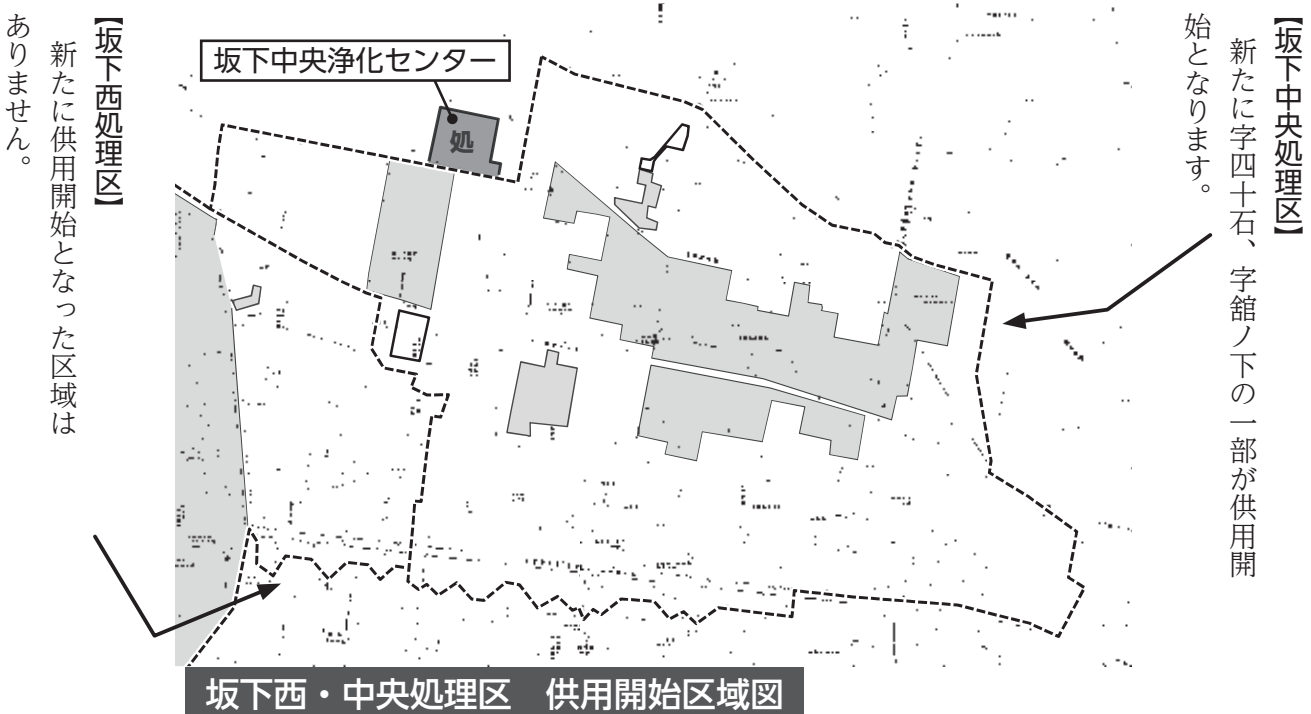 【坂下中央処理区】
新たに字四十石、字舘ノ下の一部が供用開
始となります。
坂下中央浄化センター
処
【坂下西処理区】
新たに供用開始となった区域は
ありません。
坂下西・中央処理区　供用開始区域図